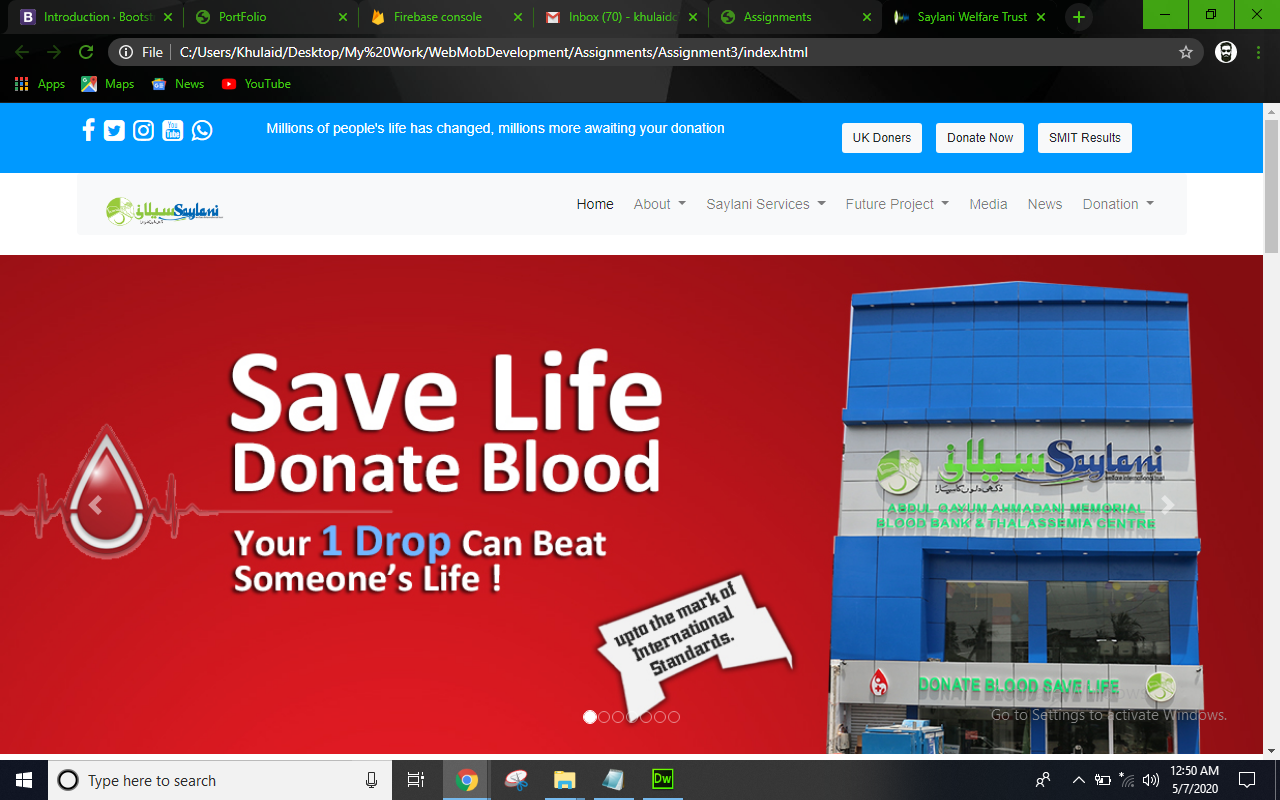 Introduction · Bootst
PortFolio
Firebase console
Inbox (70) - khulaidc
Assignments
Saylani Welfare Trust
File
C:/Users/Khulaid/Desktop/My%20Work/WebMobDevelopment/Assignments/Assignment3/index.html
Apps
Maps
News
YouTube
Millions of people's life has changed, millions more awaiting your donation
UK Doners
Donate Now
SMIT Results
سیلانی Saylani
Home
About
Saylani Services
Future Project
Media
News
Donation
Save Life
Donate Blood
Your 1 Drop Can Beat
Someone’s Life !
upto the mark of
International
Standards.
سیلانی Saylani
welfare international trust
ABDUL QAYUM AHMADANI MEMORIAL
BLOOD BANK & THALASSEMIA CENTRE
DONATE BLOOD SAVE LIFE
Go to Settings to activate Windows.
Type here to search
Dw
12:50 AM
5/7/2020